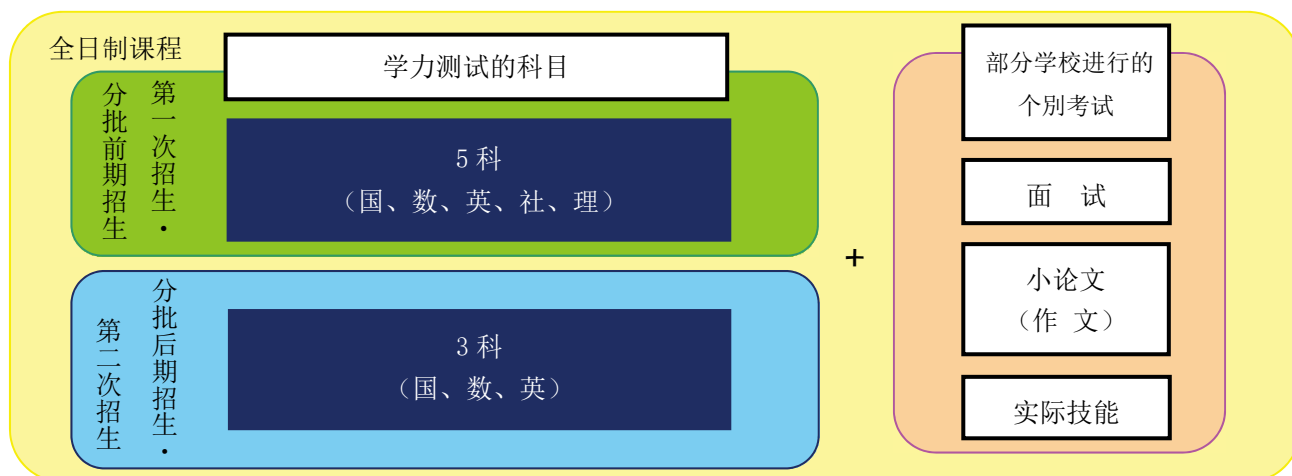 全日制课程
学力测试的科目
第一次招生·
分批前期招生
5科
（国、数、英、社、理）
分批后期招生·
第二次招生
3科
（国、数、英）
+
部分学校进行的
个別考试
面　试
小论文
（作 文）
实际技能